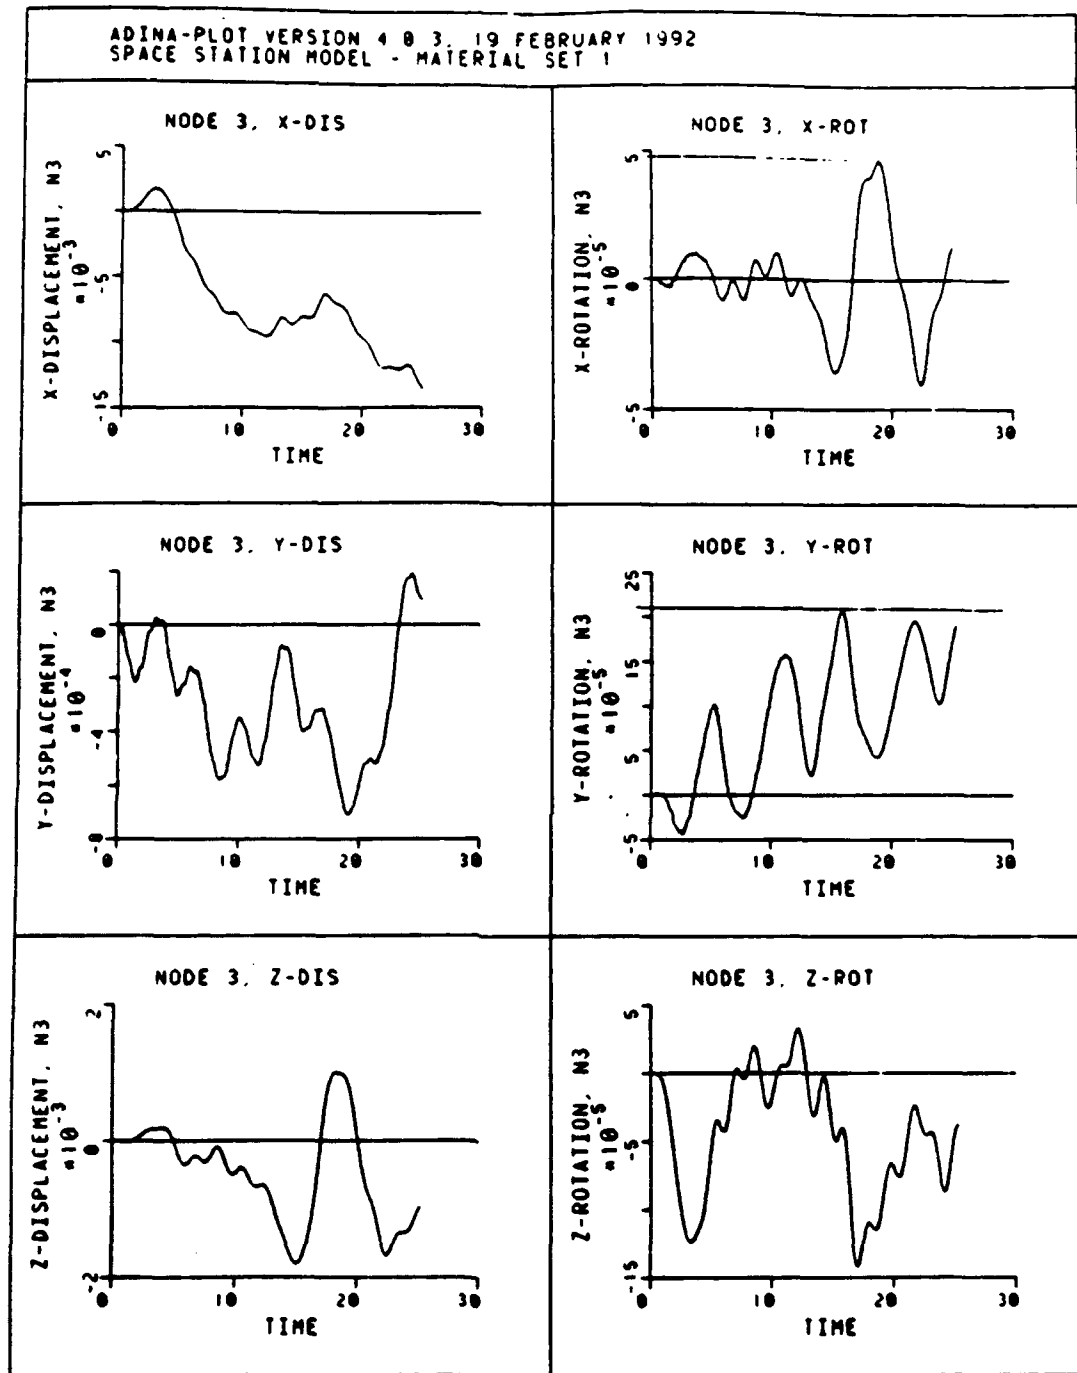 ADINA-PLOT VERSION 4.0.3, 19 FEBRUARY 1992
SPACE STATION MODEL - MATERIAL SET 1
NODE 3, X-DIS
X-DISPLACEMENT, N3
*10^-3
5
-5
-15
0 10 20 30
TIME
NODE 3, X-ROT
X-ROTATION, N3
*10^-5
5
0
-5
0 10 20 30
TIME
NODE 3, Y-DIS
Y-DISPLACEMENT, N3
*10^-4
0
-4
-8
0 10 20 30
TIME
NODE 3, Y-ROT
Y-ROTATION, N3
*10^-5
25
15
5
-5
0 10 20 30
TIME
NODE 3, Z-DIS
Z-DISPLACEMENT, N3
*10^-3
2
0
-2
0 10 20 30
TIME
NODE 3, Z-ROT
Z-ROTATION, N3
*10^-5
5
-5
-15
0 10 20 30
TIME